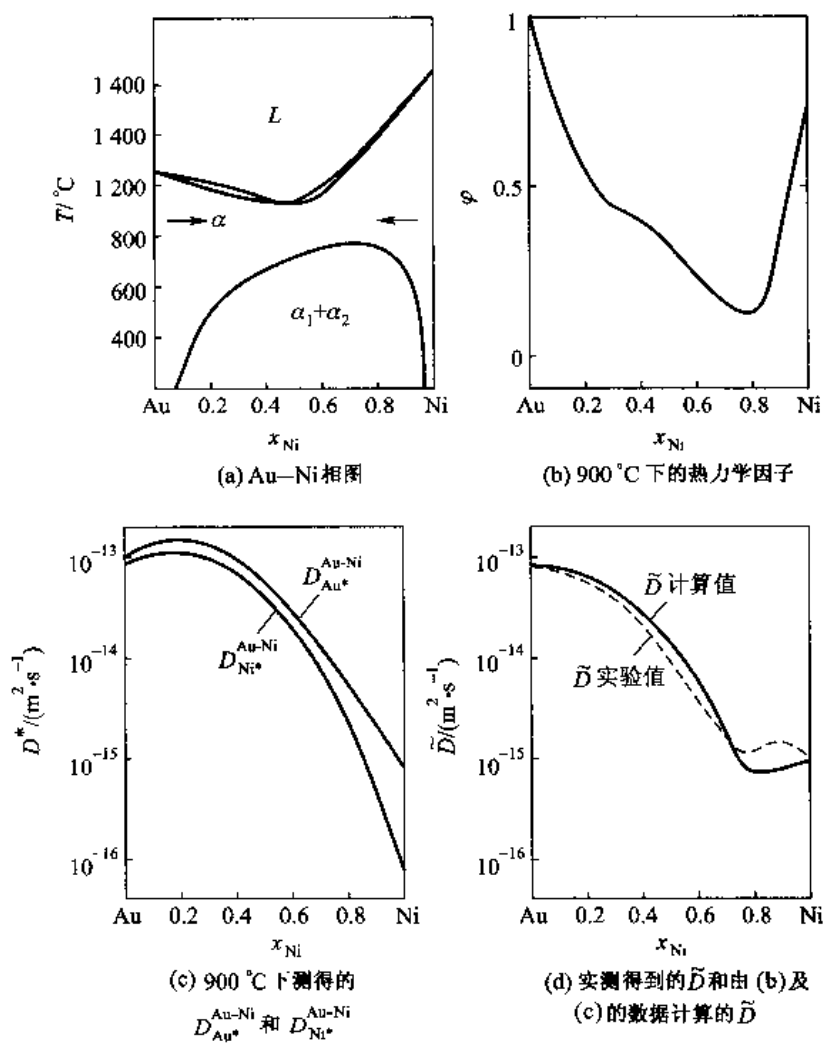 1 400
1 400
1 200
800
600
400
T/°C
L
α
α₁+α₂
Au 0.2 0.4 0.6 0.8 Ni
x_Ni
(a) Au—Ni相图
1
0.5
0
φ
Au 0.2 0.4 0.6 0.8 Ni
x_Ni
(b) 900 °C 下的热力学因子
10⁻¹³
10⁻¹⁴
10⁻¹⁵
10⁻¹⁶
D*/(m²·s⁻¹)
D_Au*^Au-Ni
D_Ni*^Au-Ni
Au 0.2 0.4 0.6 0.8 Ni
x_Ni
(c) 900 °C 下测得的
D_Au*^Au-Ni 和 D_Ni*^Au-Ni
10⁻¹³
10⁻¹⁴
10⁻¹⁵
10⁻¹⁶
D̃/(m²·s⁻¹)
D̃ 计算值
D̃ 实验值
Au 0.2 0.4 0.6 0.8 Ni
x_Ni
(d) 实测得到的D̃和由 (b)及
(c)的数据计算的D̃